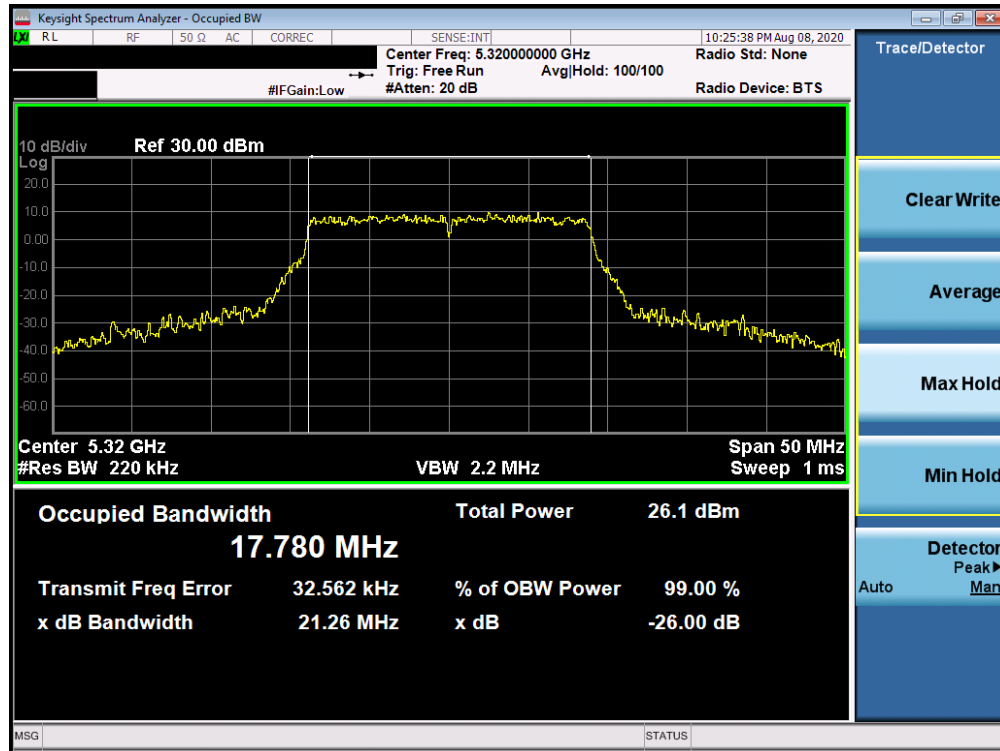 Keysight Spectrum Analyzer - Occupied BW
LXI RL RF 50 Ω AC CORREC SENSE:INT 10:25:38 PM Aug 08, 2020
Center Freq: 5.320000000 GHz Radio Std: None
Trig: Free Run Avg|Hold: 100/100
#IFGain:Low #Atten: 20 dB Radio Device: BTS
Trace/Detector
10 dB/div Ref 30.00 dBm
Log
20.0
10.0
0.00
-10.0
-20.0
-30.0
-40.0
-50.0
-60.0
Center 5.32 GHz Span 50 MHz
#Res BW 220 kHz VBW 2.2 MHz Sweep 1 ms
Occupied Bandwidth Total Power 26.1 dBm
17.780 MHz
Transmit Freq Error 32.562 kHz % of OBW Power 99.00 %
x dB Bandwidth 21.26 MHz x dB -26.00 dB
Clear Write
Average
Max Hold
Min Hold
Detector
Peak
Auto Man
MSG STATUS